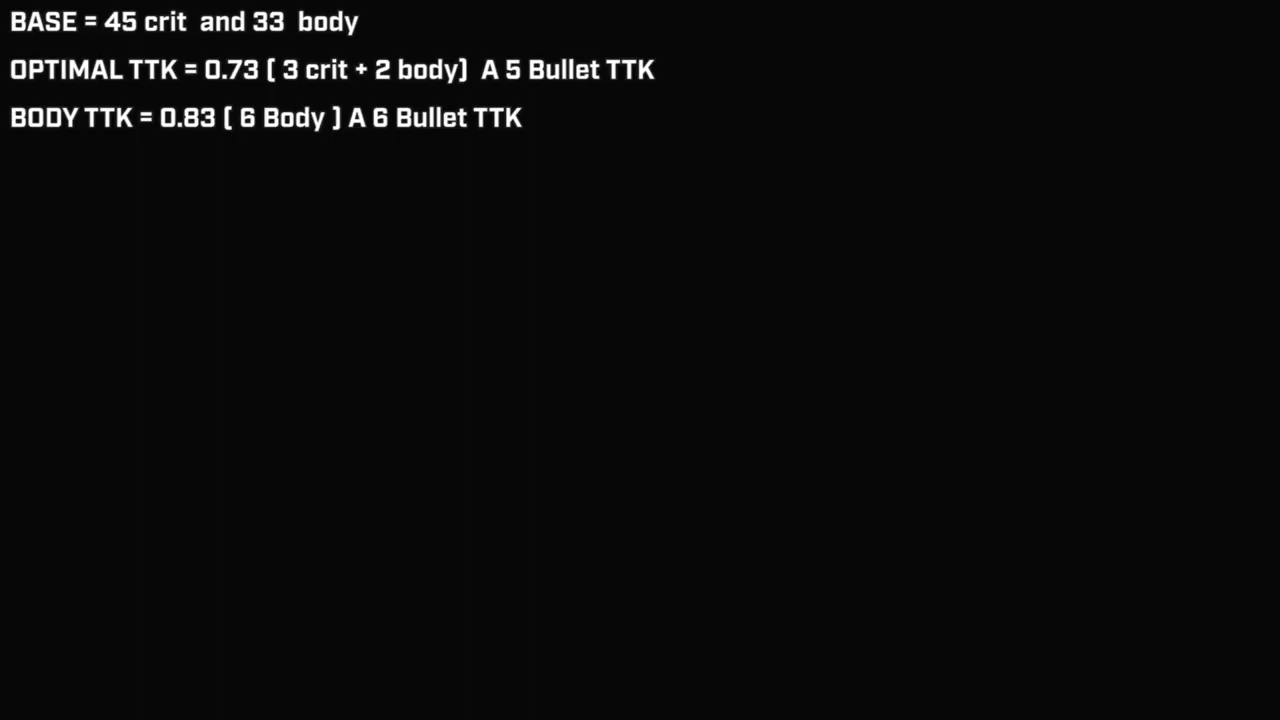 BASE = 45 crit  and 33  body
OPTIMAL TTK = 0.73 [ 3 crit + 2 body]  A 5 Bullet TTK
BODY TTK = 0.83 [ 6 Body ] A 6 Bullet TTK